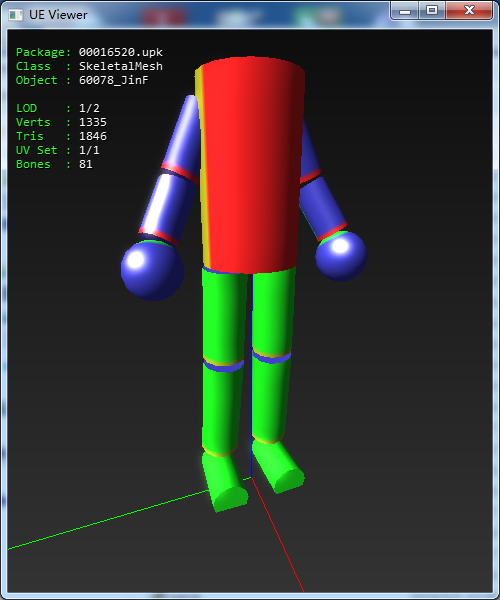 UE Viewer
Package: 00016520.upk
Class : SkeletalMesh
Object : 60078_JinF
LOD : 1/2
Verts : 1335
Tris : 1846
UV Set : 1/1
Bones : 81